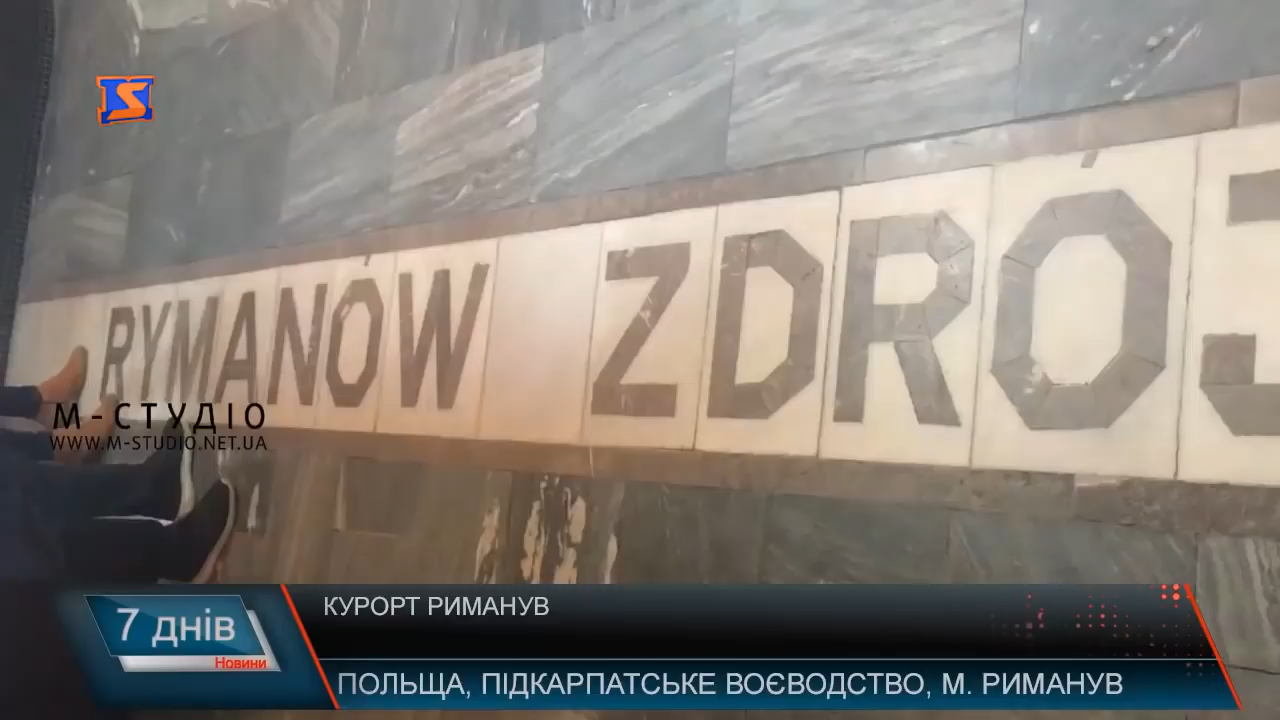 RYMANÓW ZDRÓJ
М-СТУДІО
WWW.M-STUDIO.NET.UA
7 днів
Новини
КУРОРТ РИМАНУВ
ПОЛЬЩА, ПІДКАРПАТСЬКЕ ВОЄВОДСТВО, М. РИМАНУВ